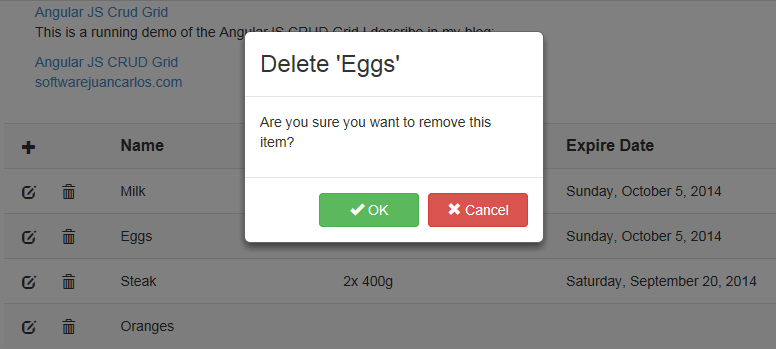 Angular JS Crud Grid
This is a running demo of the Angular JS CRUD Grid I describe in my blog:
Angular JS CRUD Grid
softwarejuancarlos.com
Delete 'Eggs'
Are you sure you want to remove this
item?
OK Cancel
Name Expire Date
Milk Sunday, October 5, 2014
Eggs Sunday, October 5, 2014
Steak 2x 400g Saturday, September 20, 2014
Oranges